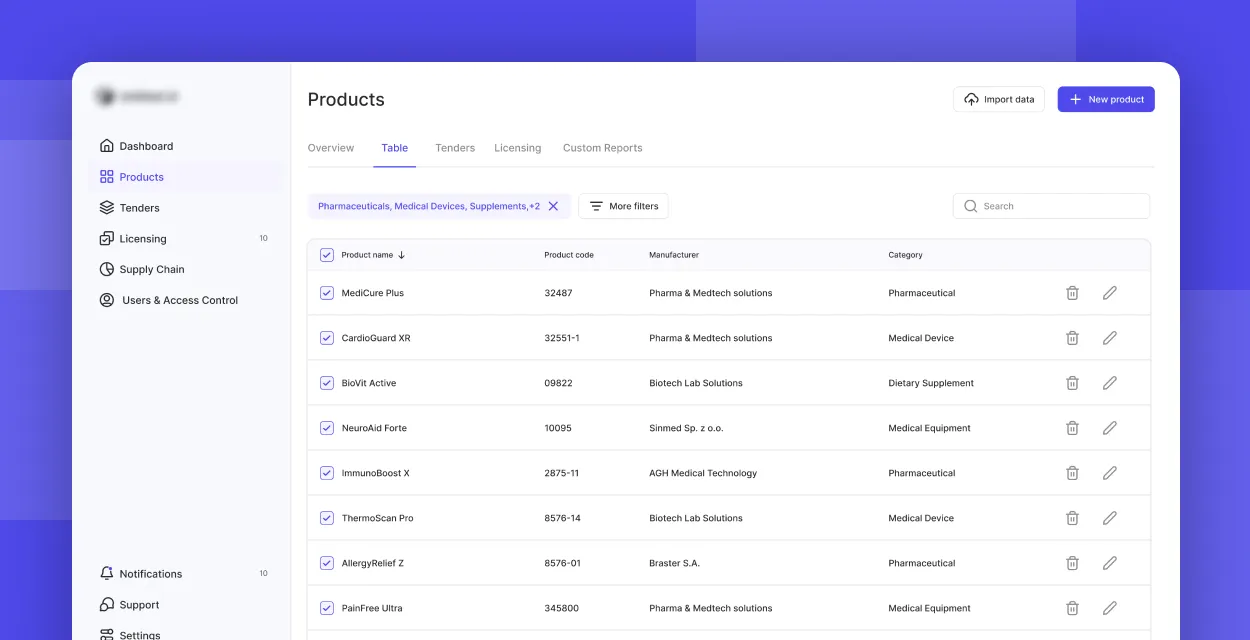 Products
Import data
New product
Dashboard
Products
Tenders
Licensing 10
Supply Chain
Users & Access Control
Notifications 10
Support
Settings
Overview Table Tenders Licensing Custom Reports
Pharmaceuticals, Medical Devices, Supplements,+2
More filters
Search
Product name Product code Manufacturer Category
MediCure Plus 32487 Pharma & Medtech solutions Pharmaceutical
CardioGuard XR 32551-1 Pharma & Medtech solutions Medical Device
BioVit Active 09822 Biotech Lab Solutions Dietary Supplement
NeuroAid Forte 10095 Sinmed Sp. z o.o. Medical Equipment
ImmunoBoost X 2875-11 AGH Medical Technology Pharmaceutical
ThermoScan Pro 8576-14 Biotech Lab Solutions Medical Device
AllergyRelief Z 8576-01 Braster S.A. Pharmaceutical
PainFree Ultra 345800 Pharma & Medtech solutions Medical Equipment